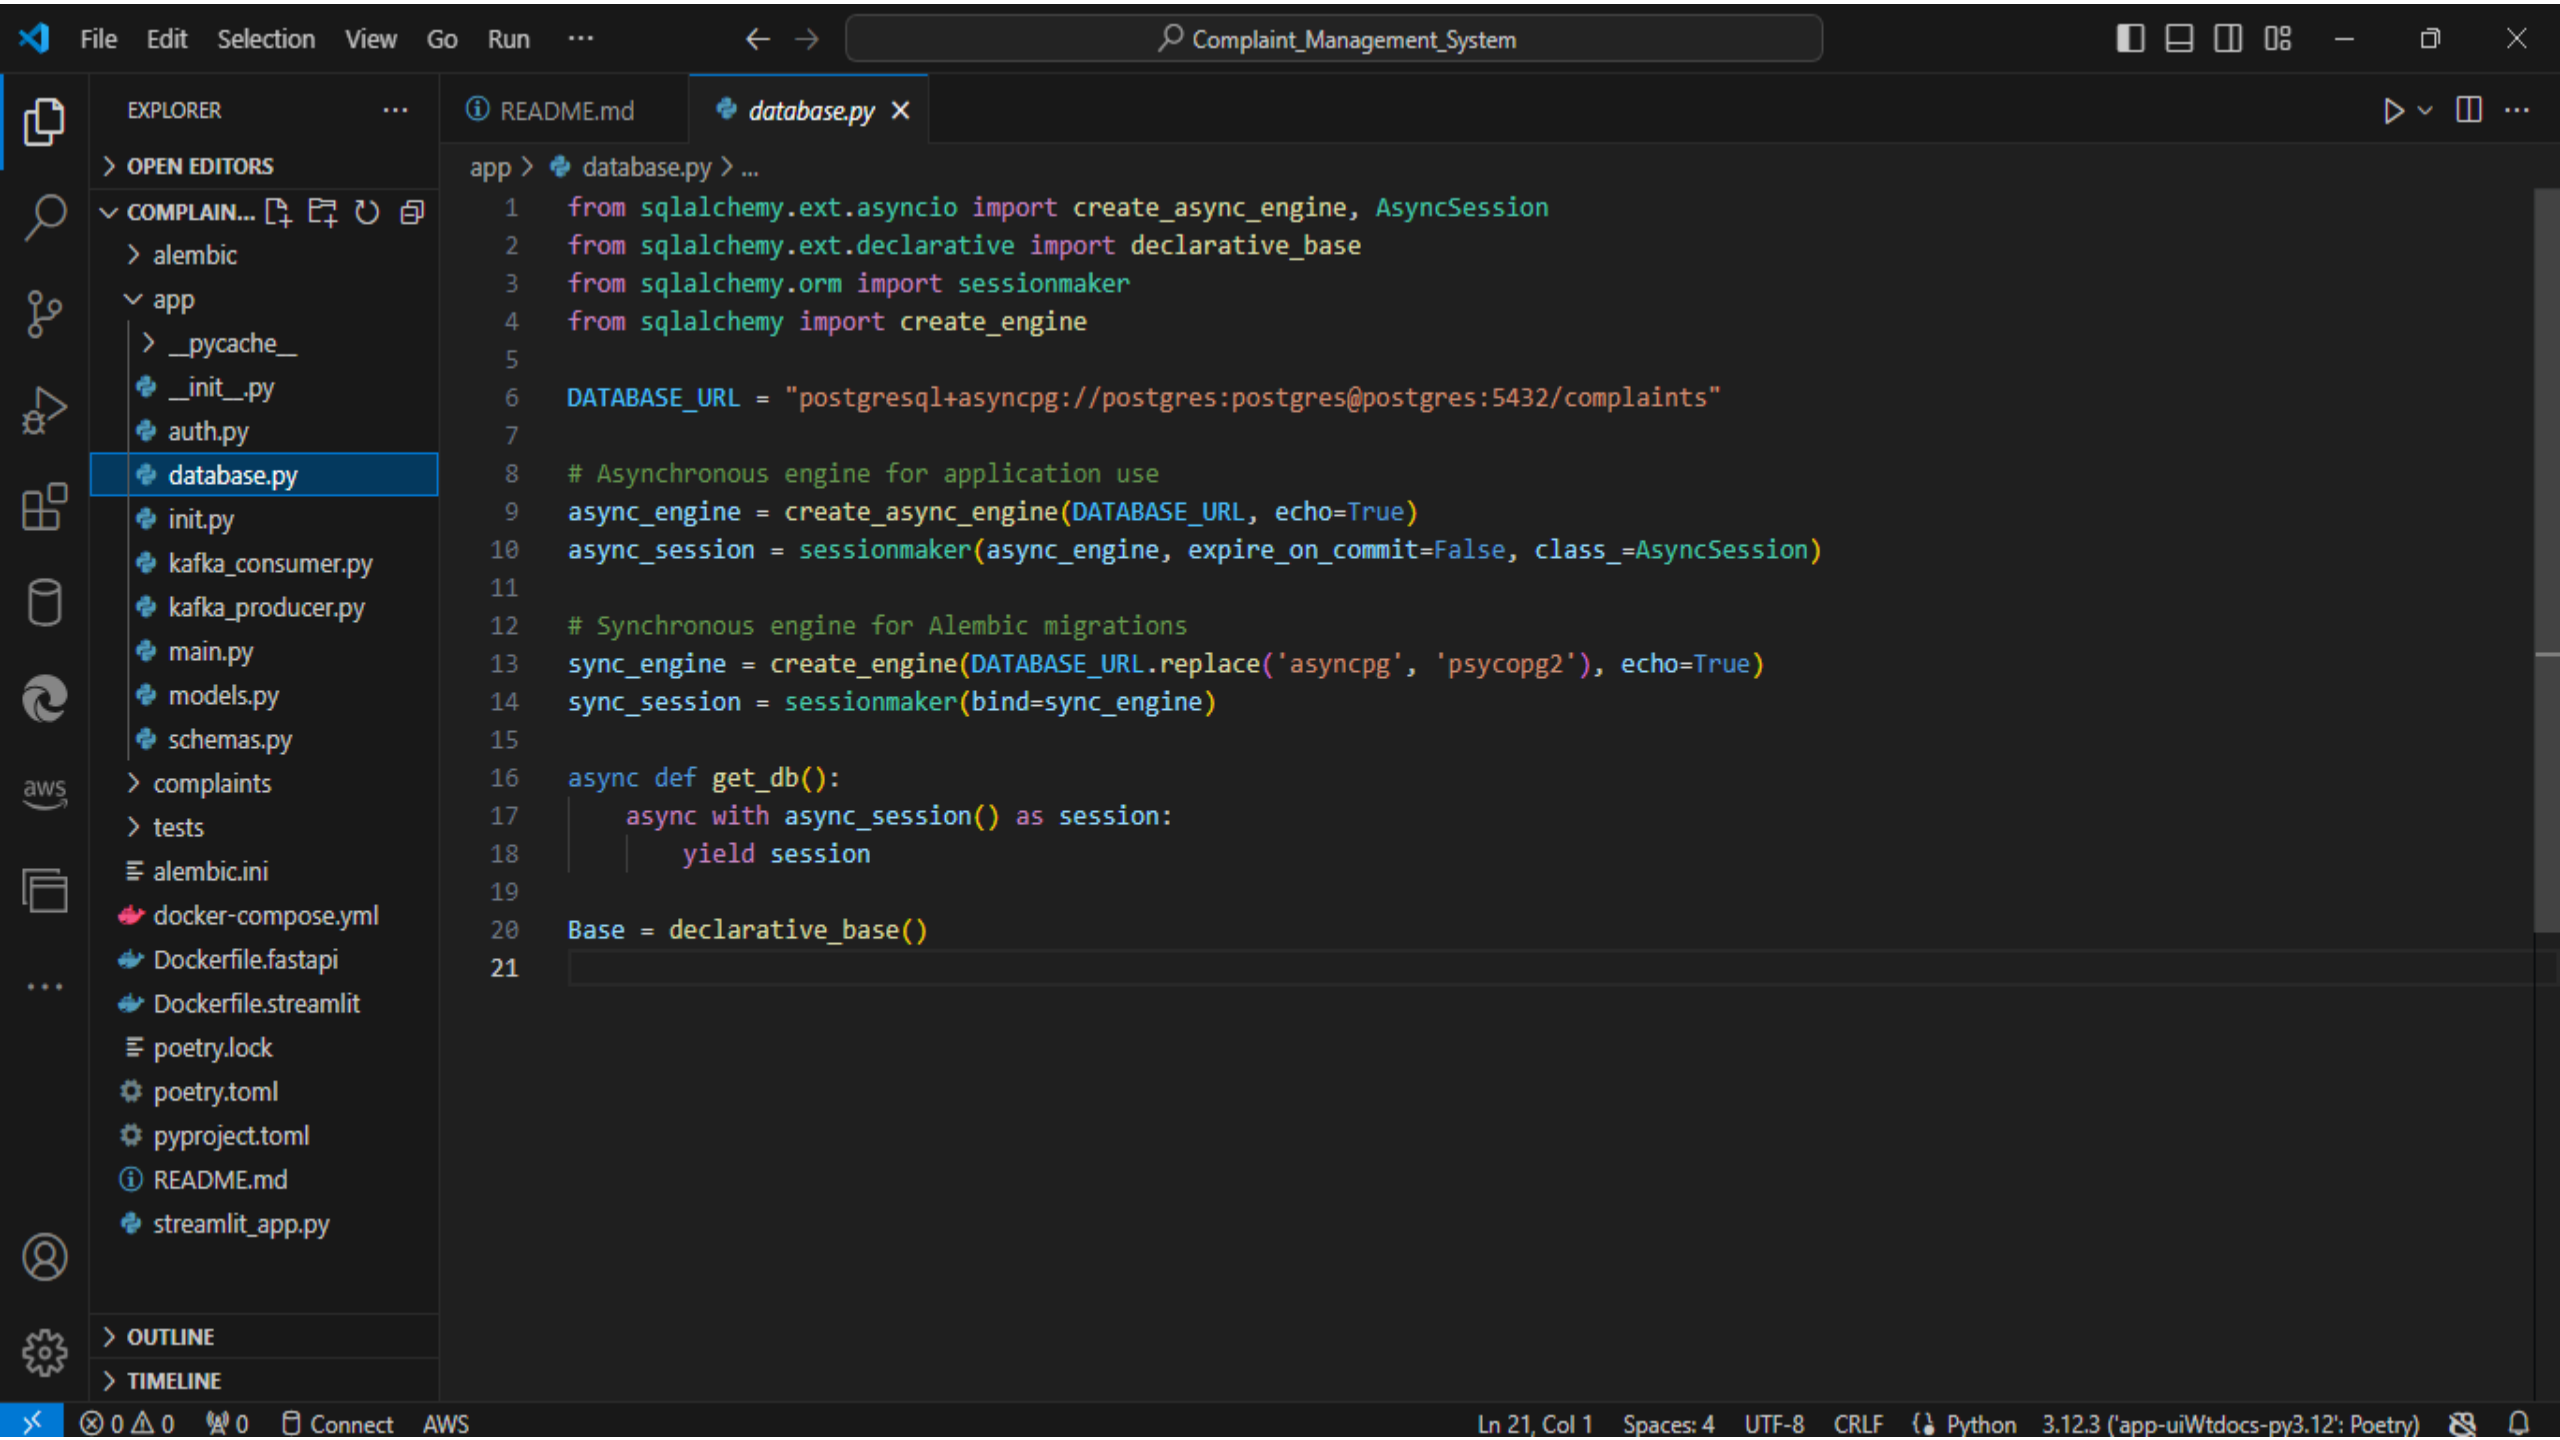 File Edit Selection View Go Run ··· Complaint_Management_System
EXPLORER ···
OPEN EDITORS
COMPLAIN...
alembic
app
__pycache__
__init__.py
auth.py
database.py
init.py
kafka_consumer.py
kafka_producer.py
main.py
models.py
schemas.py
complaints
tests
alembic.ini
docker-compose.yml
Dockerfile.fastapi
Dockerfile.streamlit
poetry.lock
poetry.toml
pyproject.toml
README.md
streamlit_app.py
OUTLINE
TIMELINE
aws
README.md database.py
app > database.py > ...
1 from sqlalchemy.ext.asyncio import create_async_engine, AsyncSession
2 from sqlalchemy.ext.declarative import declarative_base
3 from sqlalchemy.orm import sessionmaker
4 from sqlalchemy import create_engine
5
6 DATABASE_URL = "postgresql+asyncpg://postgres:postgres@postgres:5432/complaints"
7
8 # Asynchronous engine for application use
9 async_engine = create_async_engine(DATABASE_URL, echo=True)
10 async_session = sessionmaker(async_engine, expire_on_commit=False, class_=AsyncSession)
11
12 # Synchronous engine for Alembic migrations
13 sync_engine = create_engine(DATABASE_URL.replace('asyncpg', 'psycopg2'), echo=True)
14 sync_session = sessionmaker(bind=sync_engine)
15
16 async def get_db():
17     async with async_session() as session:
18         yield session
19
20 Base = declarative_base()
21
0 0 0 Connect AWS Ln 21, Col 1 Spaces: 4 UTF-8 CRLF Python 3.12.3 ('app-uiWtdocs-py3.12': Poetry)